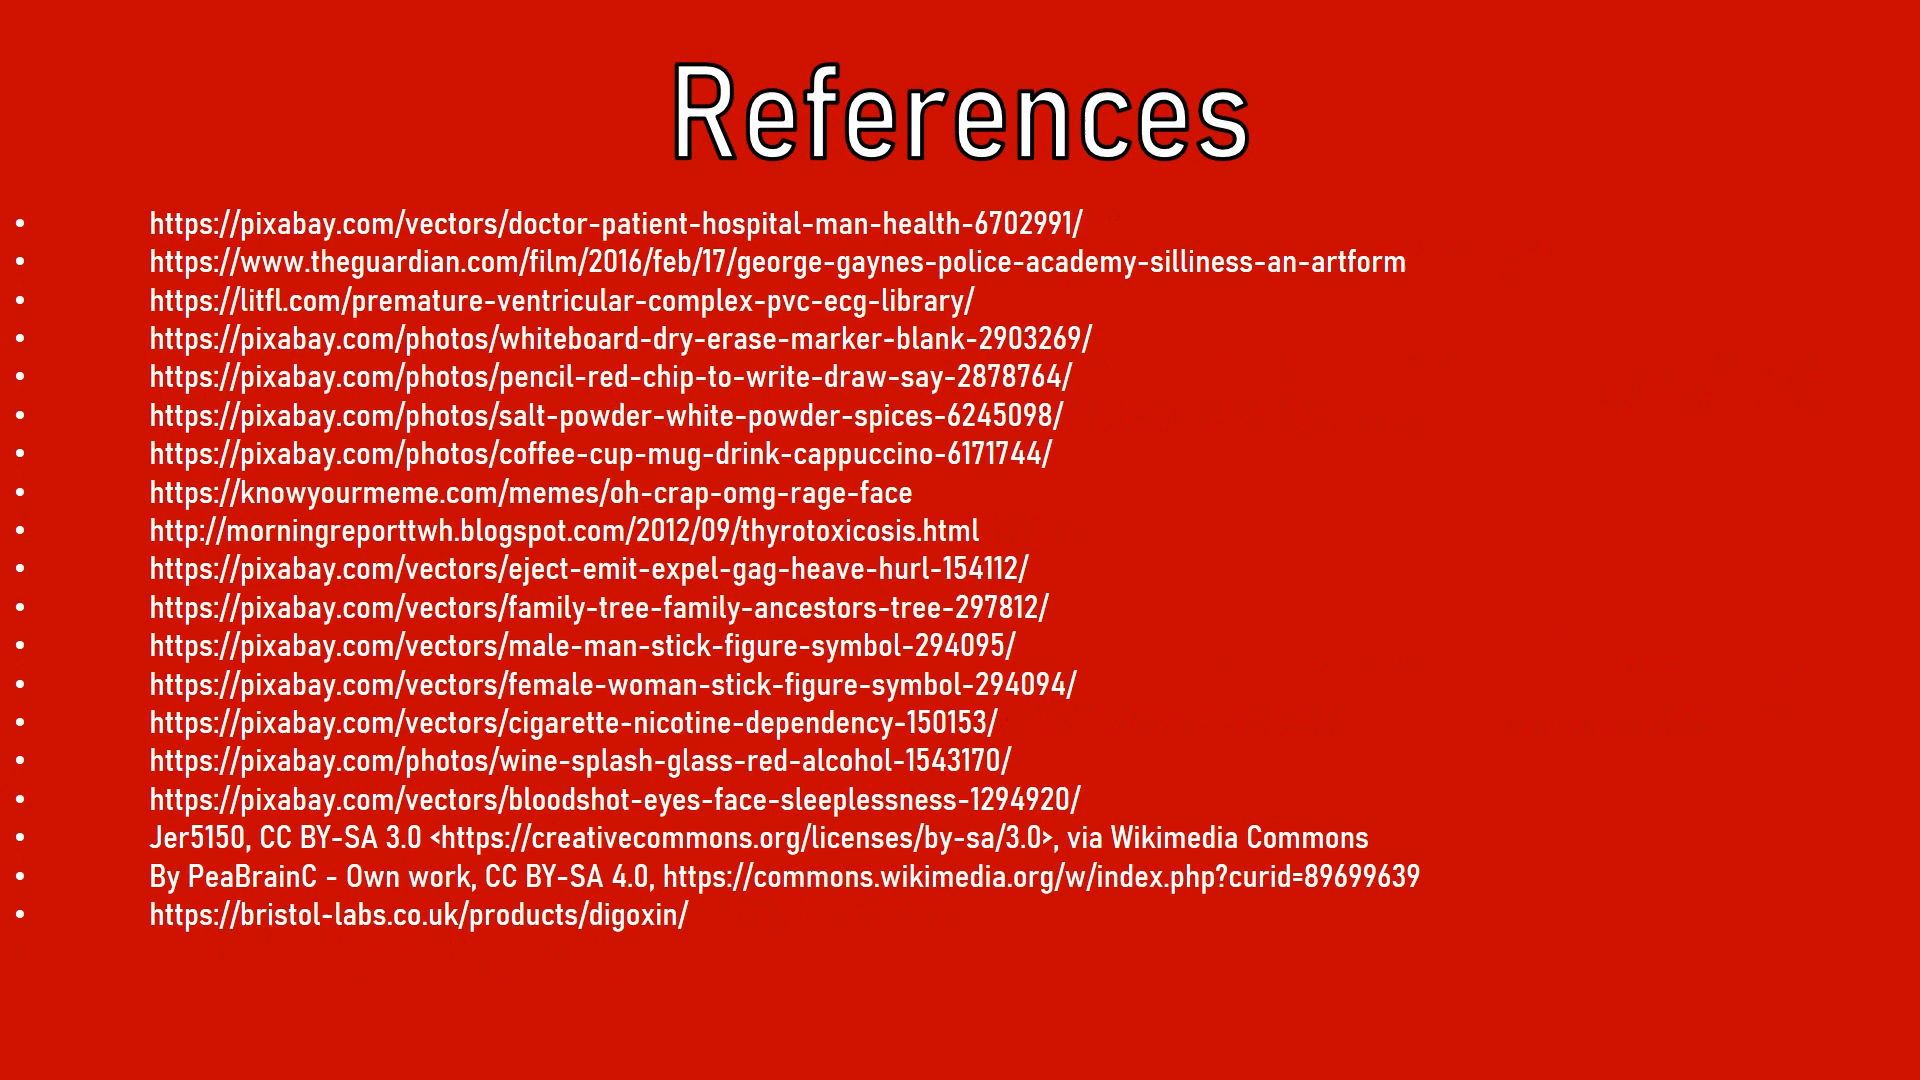 References
• https://pixabay.com/vectors/doctor-patient-hospital-man-health-6702991/
• https://www.theguardian.com/film/2016/feb/17/george-gaynes-police-academy-silliness-an-artform
• https://litfl.com/premature-ventricular-complex-pvc-ecg-library/
• https://pixabay.com/photos/whiteboard-dry-erase-marker-blank-2903269/
• https://pixabay.com/photos/pencil-red-chip-to-write-draw-say-2878764/
• https://pixabay.com/photos/salt-powder-white-powder-spices-6245098/
• https://pixabay.com/photos/coffee-cup-mug-drink-cappuccino-6171744/
• https://knowyourmeme.com/memes/oh-crap-omg-rage-face
• http://morningreporttwh.blogspot.com/2012/09/thyrotoxicosis.html
• https://pixabay.com/vectors/eject-emit-expel-gag-heave-hurl-154112/
• https://pixabay.com/vectors/family-tree-family-ancestors-tree-297812/
• https://pixabay.com/vectors/male-man-stick-figure-symbol-294095/
• https://pixabay.com/vectors/female-woman-stick-figure-symbol-294094/
• https://pixabay.com/vectors/cigarette-nicotine-dependency-150153/
• https://pixabay.com/photos/wine-splash-glass-red-alcohol-1543170/
• https://pixabay.com/vectors/bloodshot-eyes-face-sleeplessness-1294920/
• Jer5150, CC BY-SA 3.0 <https://creativecommons.org/licenses/by-sa/3.0>, via Wikimedia Commons
• By PeaBrainC - Own work, CC BY-SA 4.0, https://commons.wikimedia.org/w/index.php?curid=89699639
• https://bristol-labs.co.uk/products/digoxin/